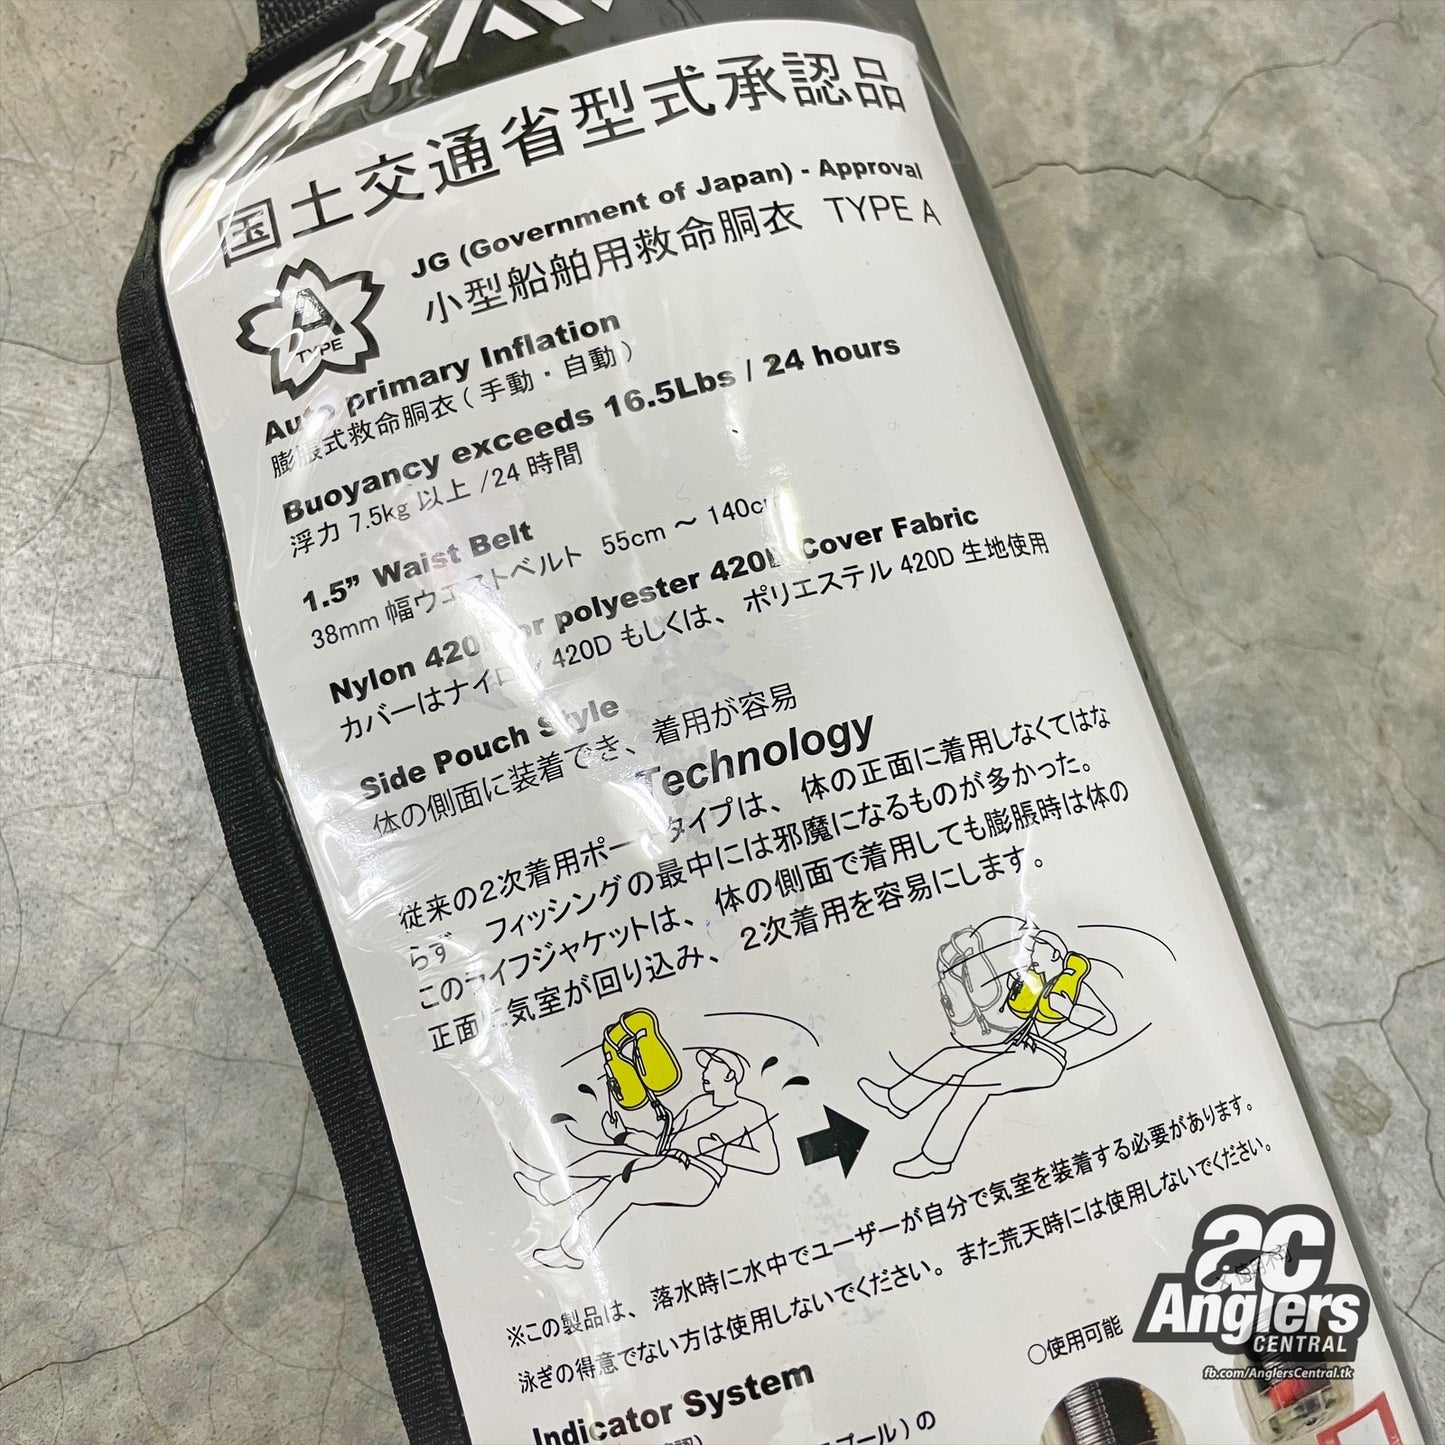 国土交通省型式承認品
JG (Government of Japan) - Approval
小型船舶用救命胴衣 TYPE A
A
TYPE
Auto primary Inflation
膨脹式救命胴衣(手動・自動)
Buoyancy exceeds 16.5Lbs / 24 hours
浮力 7.5kg 以上 /24 時間
1.5” Waist Belt
38mm 幅ウエストベルト 55cm ～ 140cm
Nylon 420D or polyester 420D Cover Fabric
カバーはナイロン 420D もしくは、ポリエステル 420D 生地使用
Side Pouch Style
体の側面に装着でき、着用が容易
Technology
従来の2次着用ポーチタイプは、体の正面に着用しなくてはな
らず フィッシングの最中には邪魔になるものが多かった。
このライフジャケットは、体の側面で着用しても膨脹時は体の
正面に気室が回り込み、2次着用を容易にします。
※この製品は、落水時に水中でユーザーが自分で気室を装着する必要があります。
泳ぎの得意でない方は使用しないでください。また荒天時には使用しないでください。
Indicator System
○使用可能
ac
Anglers
CENTRAL
fb.com/AnglersCentral.tk